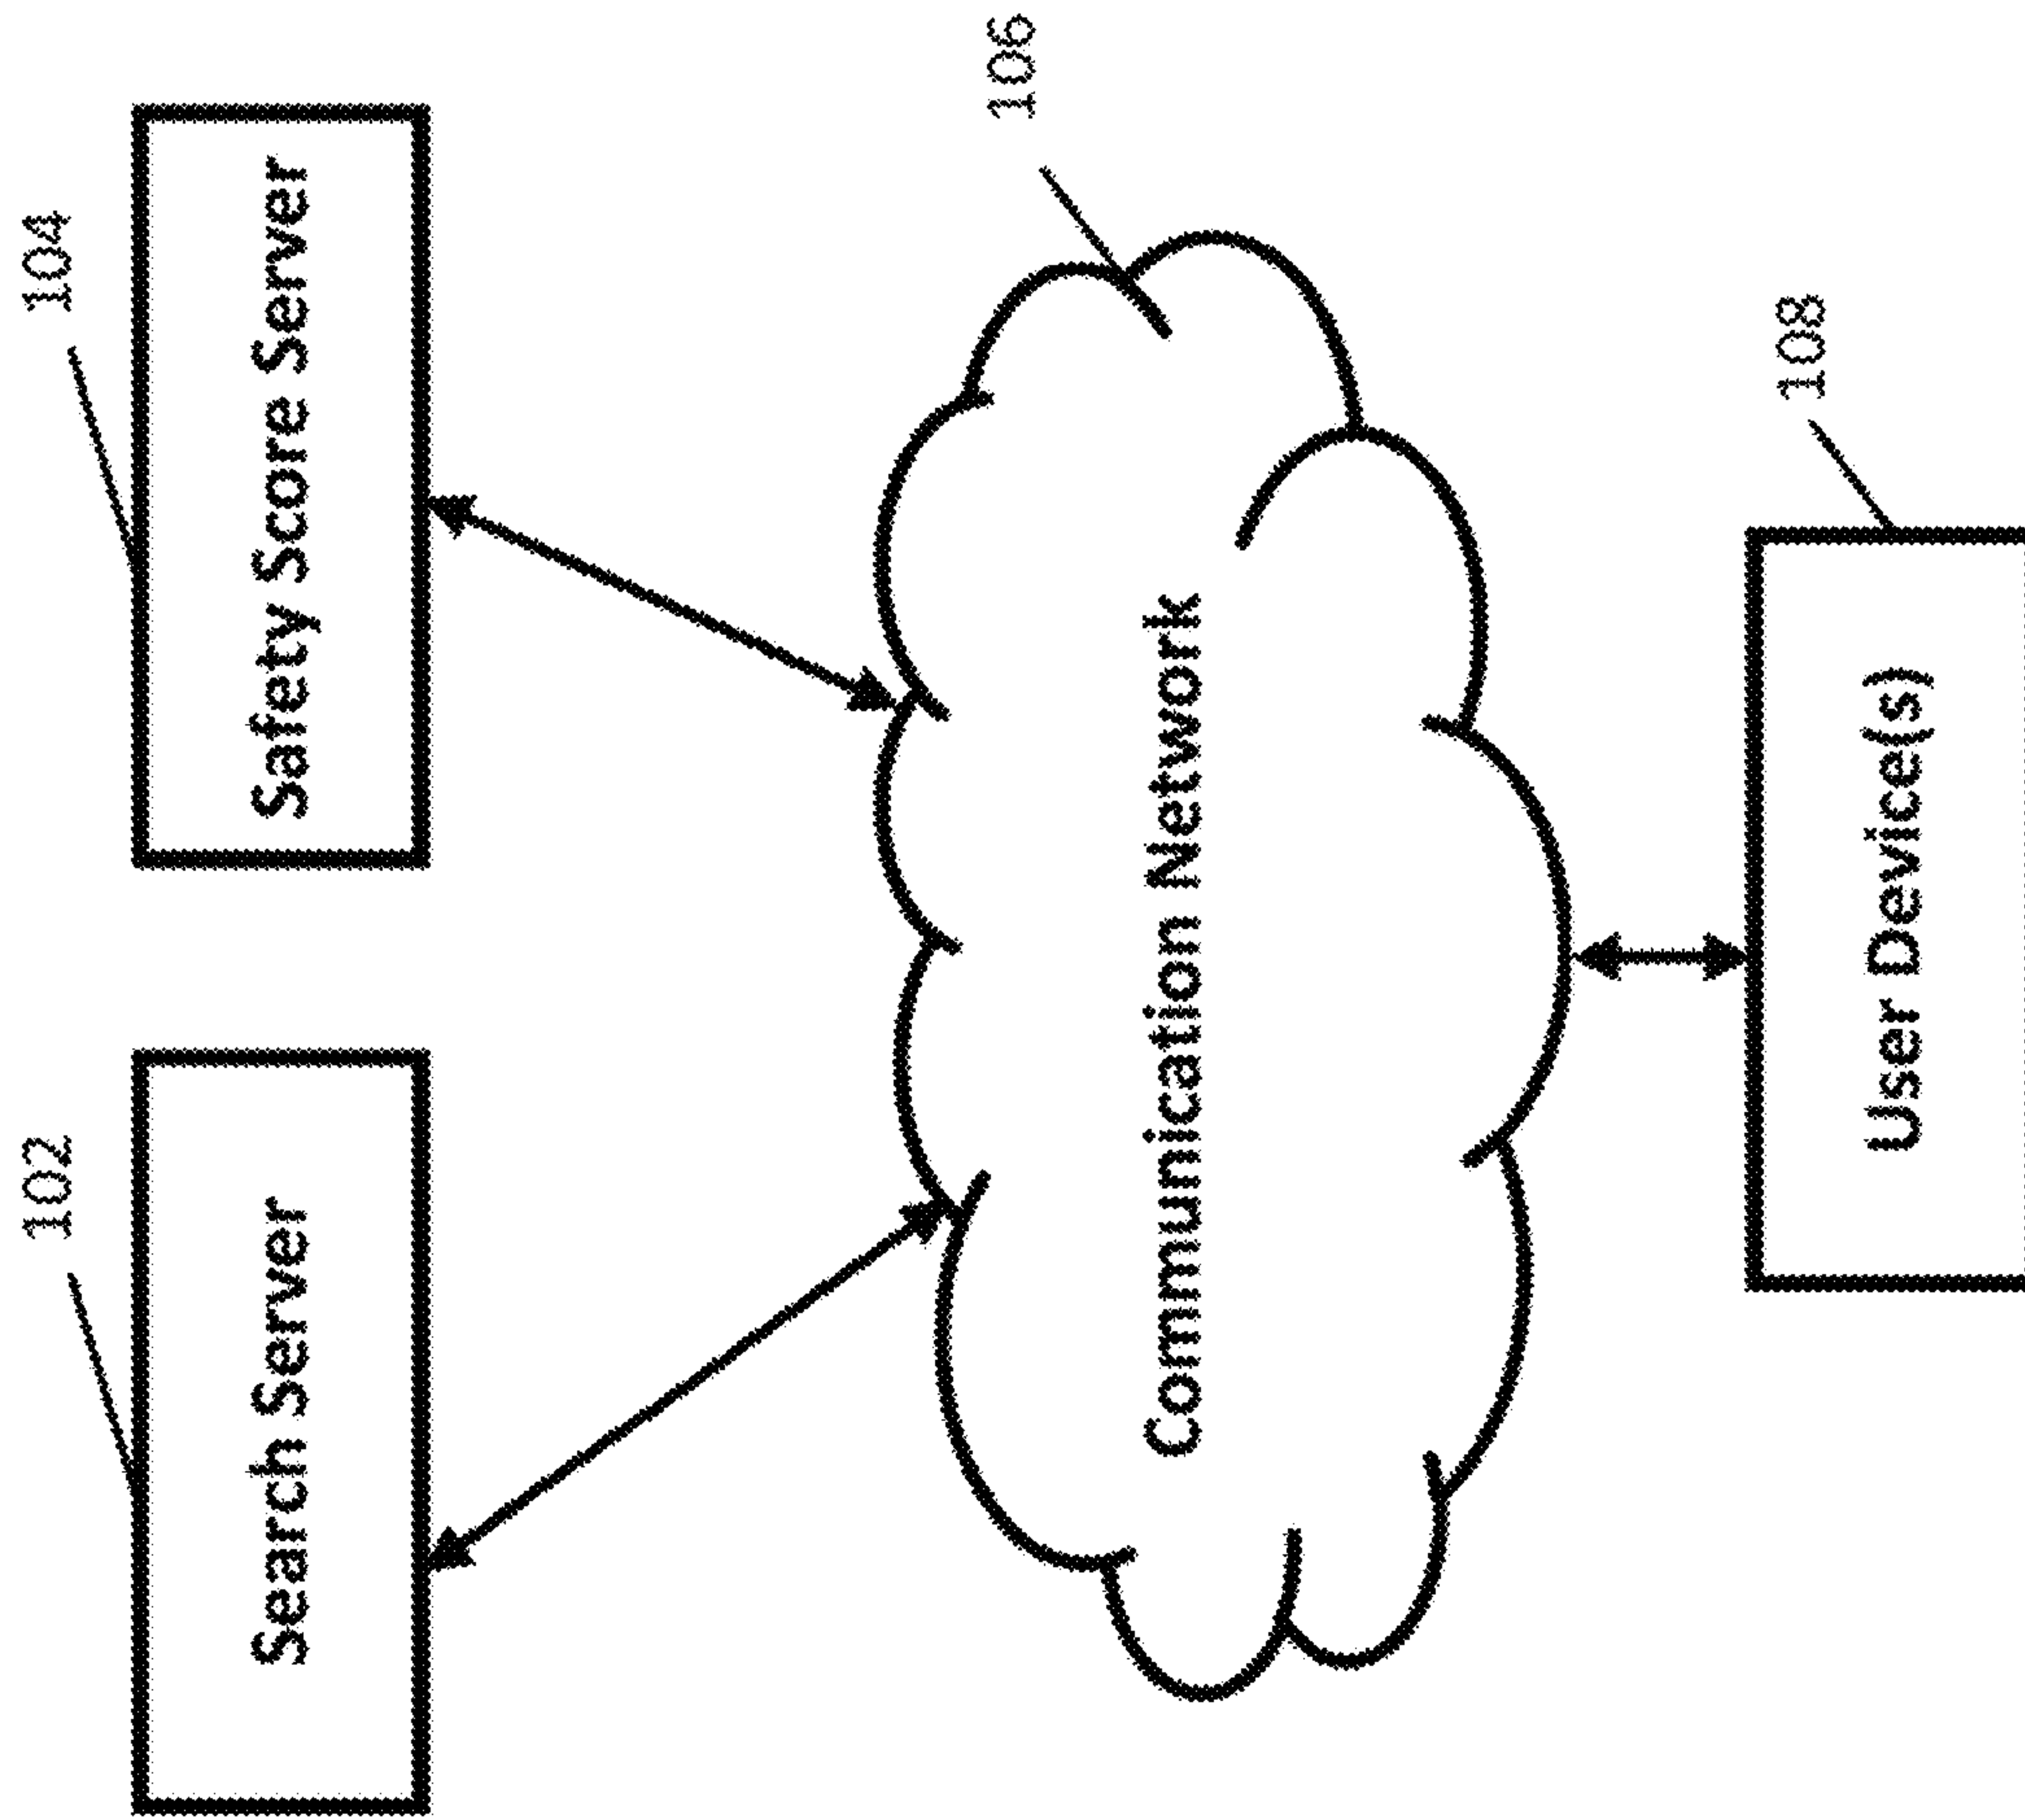 102
Search Server
104
Safety Score Server
106
Communication Network
108
User Device(s)